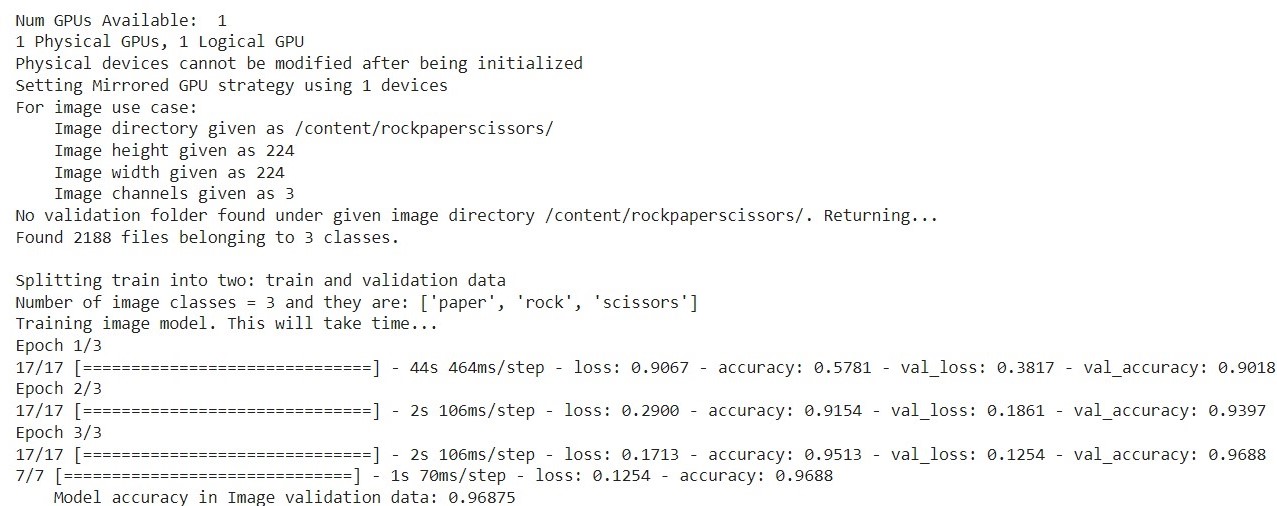 Num GPUs Available:  1
1 Physical GPUs, 1 Logical GPU
Physical devices cannot be modified after being initialized
Setting Mirrored GPU strategy using 1 devices
For image use case:
    Image directory given as /content/rockpaperscissors/
    Image height given as 224
    Image width given as 224
    Image channels given as 3
No validation folder found under given image directory /content/rockpaperscissors/. Returning...
Found 2188 files belonging to 3 classes.

Splitting train into two: train and validation data
Number of image classes = 3 and they are: ['paper', 'rock', 'scissors']
Training image model. This will take time...
Epoch 1/3
17/17 [==============================] - 44s 464ms/step - loss: 0.9067 - accuracy: 0.5781 - val_loss: 0.3817 - val_accuracy: 0.9018
Epoch 2/3
17/17 [==============================] - 2s 106ms/step - loss: 0.2900 - accuracy: 0.9154 - val_loss: 0.1861 - val_accuracy: 0.9397
Epoch 3/3
17/17 [==============================] - 2s 106ms/step - loss: 0.1713 - accuracy: 0.9513 - val_loss: 0.1254 - val_accuracy: 0.9688
7/7 [==============================] - 1s 70ms/step - loss: 0.1254 - accuracy: 0.9688
    Model accuracy in Image validation data: 0.96875